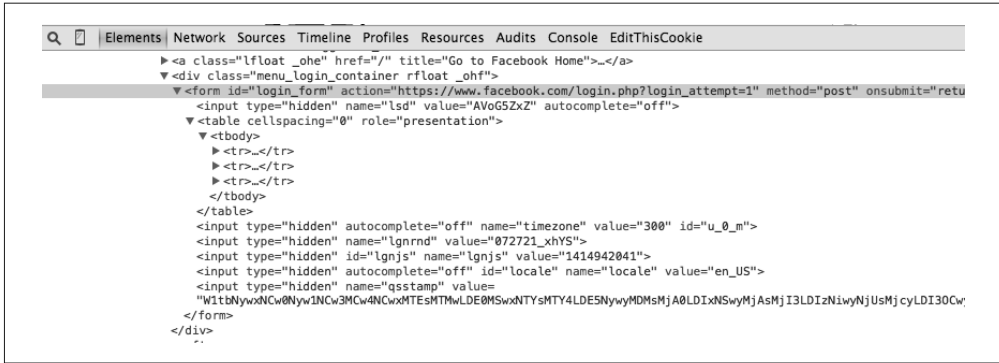 Elements Network Sources Timeline Profiles Resources Audits Console EditThisCookie
▶<a class="lfloat _ohe" href="/" title="Go to Facebook Home">…</a>
▼<div class="menu_login_container rfloat _ohf">
▼<form id="login_form" action="https://www.facebook.com/login.php?login_attempt=1" method="post" onsubmit="retu
<input type="hidden" name="lsd" value="AVoG5ZxZ" autocomplete="off">
▼<table cellspacing="0" role="presentation">
▼<tbody>
▶<tr>…</tr>
▶<tr>…</tr>
▶<tr>…</tr>
</tbody>
</table>
<input type="hidden" autocomplete="off" name="timezone" value="300" id="u_0_m">
<input type="hidden" name="lgnrnd" value="072721_xhYS">
<input type="hidden" id="lgnjs" name="lgnjs" value="1414942041">
<input type="hidden" autocomplete="off" id="locale" name="locale" value="en_US">
<input type="hidden" name="qsstamp" value=
</form>
</div>